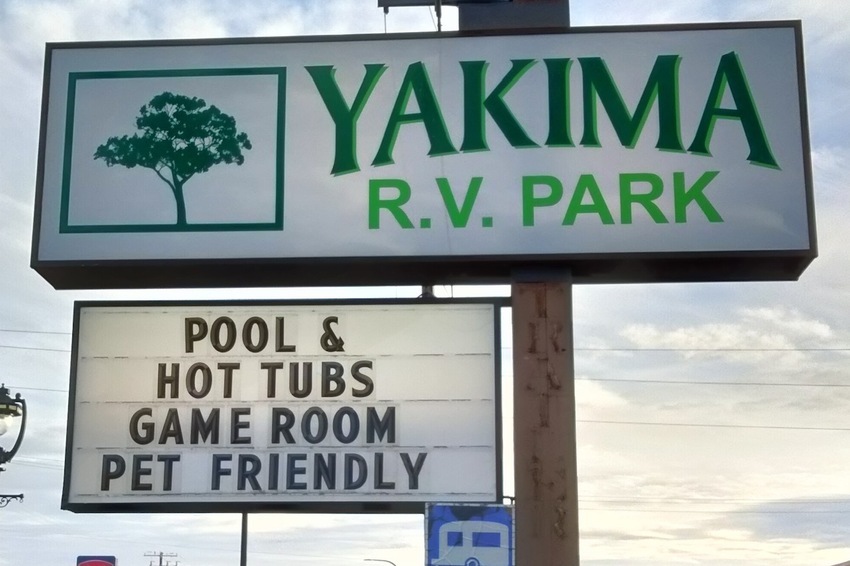 YAKIMA
R.V. PARK
POOL &
HOT TUBS
GAME ROOM
PET FRIENDLY